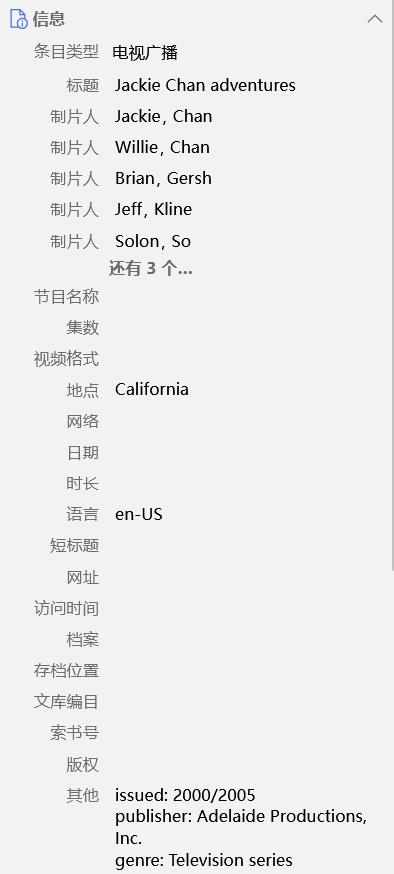 信息
条目类型 电视广播
标题 Jackie Chan adventures
制片人 Jackie, Chan
制片人 Willie, Chan
制片人 Brian, Gersh
制片人 Jeff, Kline
制片人 Solon, So
还有 3 个...
节目名称
集数
视频格式
地点 California
网络
日期
时长
语言 en-US
短标题
网址
访问时间
档案
存档位置
文库编目
索书号
版权
其他 issued: 2000/2005
publisher: Adelaide Productions,
Inc.
genre: Television series